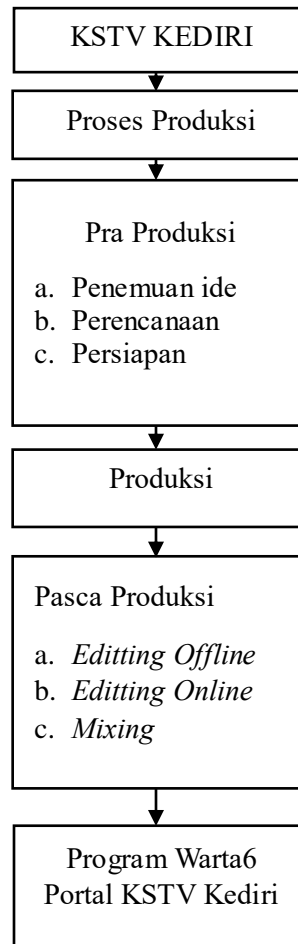 KSTV KEDIRI
Proses Produksi
Pra Produksi
a. Penemuan ide
b. Perencanaan
c. Persiapan
Produksi
Pasca Produksi
a. Editting Offline
b. Editting Online
c. Mixing
Program Warta6
Portal KSTV Kediri